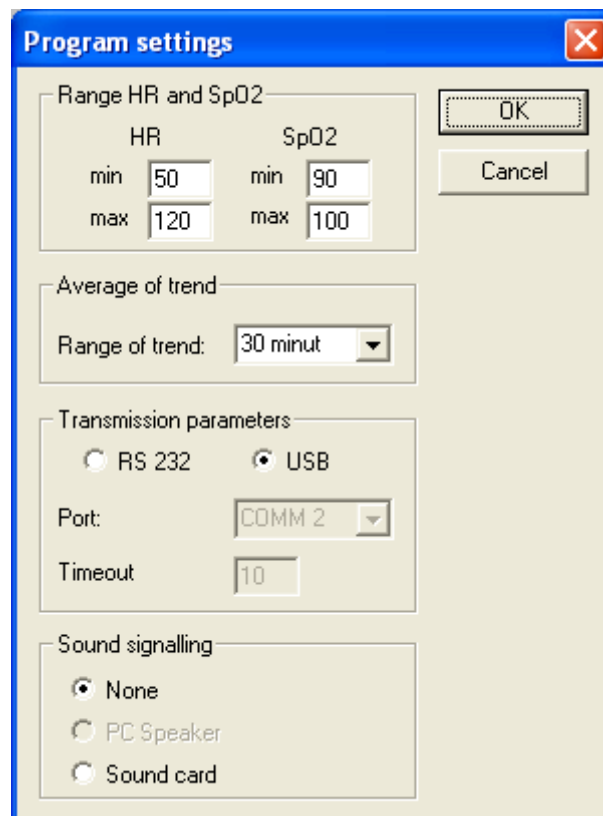 Program settings
Range HR and SpO2
OK
HR SpO2
min 50 min 90
Cancel
max 120 max 100
Average of trend
Range of trend: 30 minut
Transmission parameters
RS 232 USB
Port: COMM 2
Timeout 10
Sound signalling
None
PC Speaker
Sound card